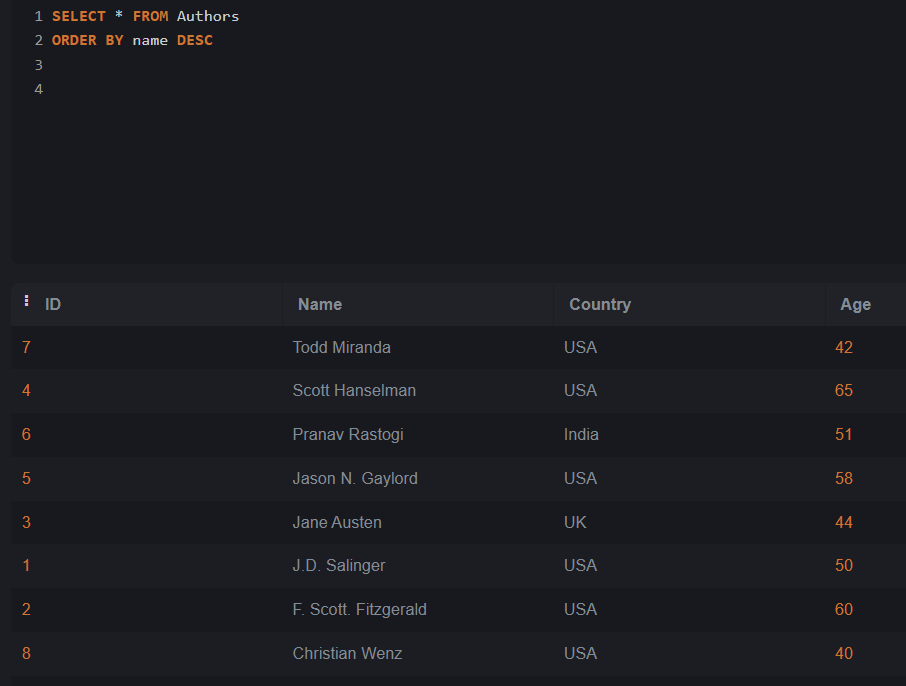 1 SELECT * FROM Authors
2 ORDER BY name DESC
3
4
ID Name Country Age
7 Todd Miranda USA 42
4 Scott Hanselman USA 65
6 Pranav Rastogi India 51
5 Jason N. Gaylord USA 58
3 Jane Austen UK 44
1 J.D. Salinger USA 50
2 F. Scott. Fitzgerald USA 60
8 Christian Wenz USA 40